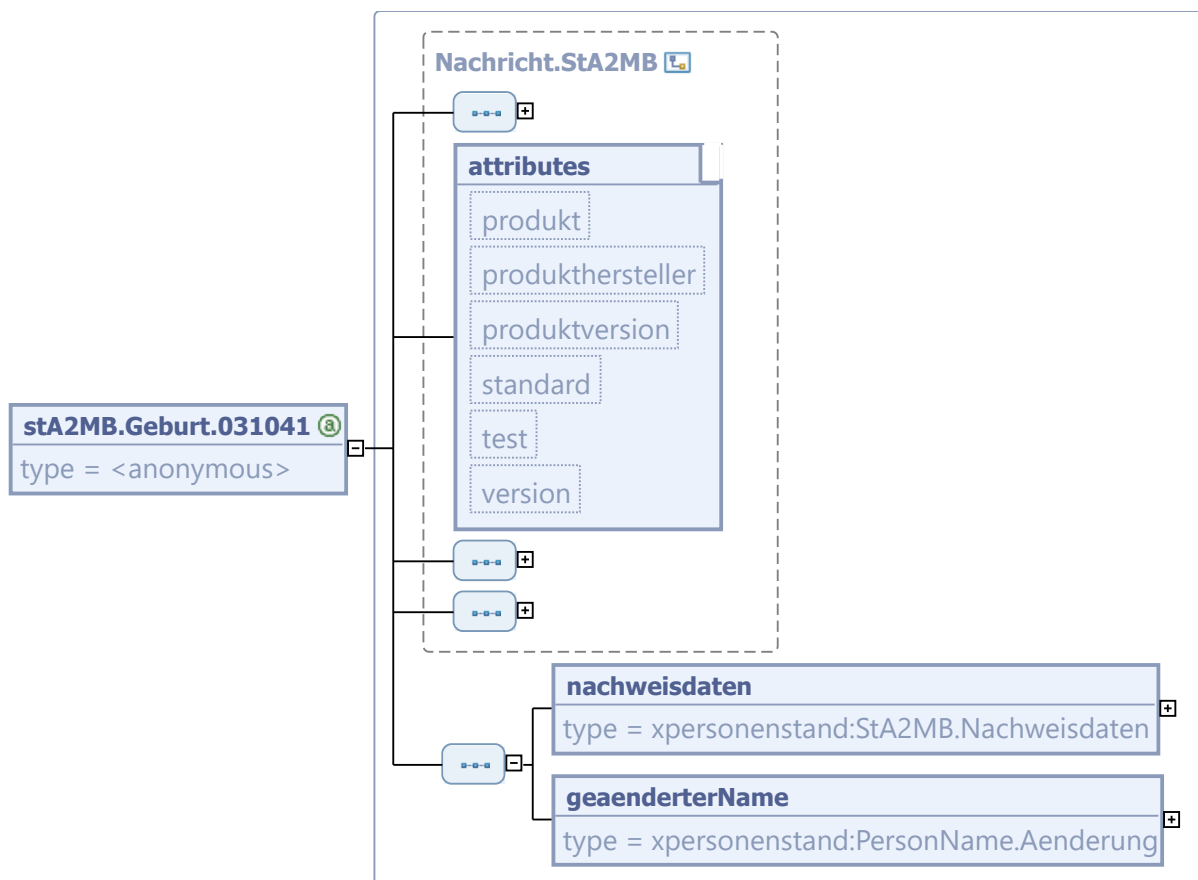 Nachricht.StA2MB
attributes
produkt
produkthersteller
produktversion
standard
test
version
stA2MB.Geburt.031041
type = <anonymous>
nachweisdaten
type = xpersonenstand:StA2MB.Nachweisdaten
geaenderterName
type = xpersonenstand:PersonName.Aenderung